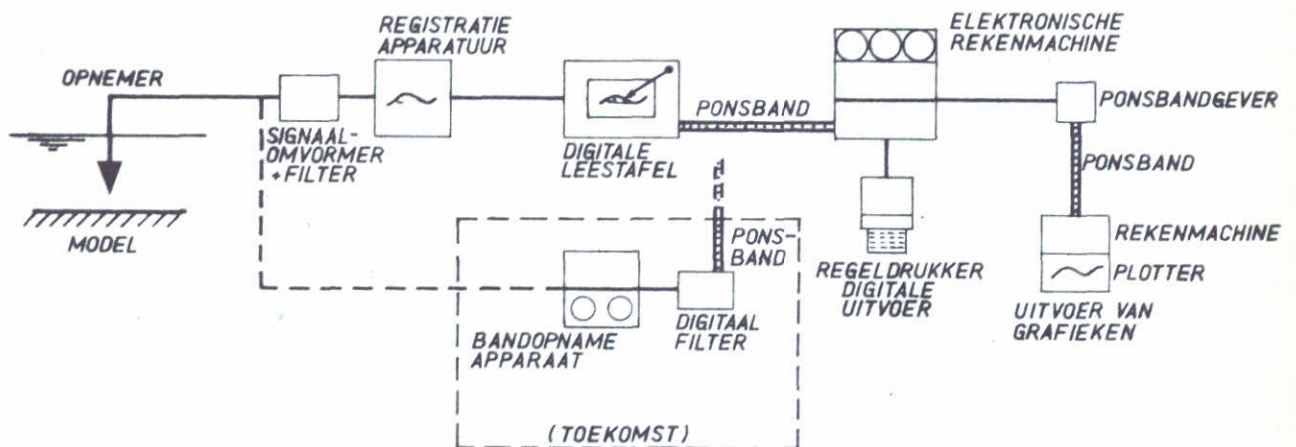 REGISTRATIE
APPARATUUR
ELEKTRONISCHE
REKENMACHINE
OPNEMER
SIGNAAL-
OMVORMER
+FILTER
DIGITALE
LEESTAFEL
PONSBAND
PONSBANDGEVER
PONSBAND
MODEL
PONS-
BAND
BANDOPNAME
APPARAAT
DIGITAAL
FILTER
REGELDRUKKER
DIGITALE
UITVOER
REKENMACHINE
PLOTTER
UITVOER VAN
GRAFIEKEN
(TOEKOMST)